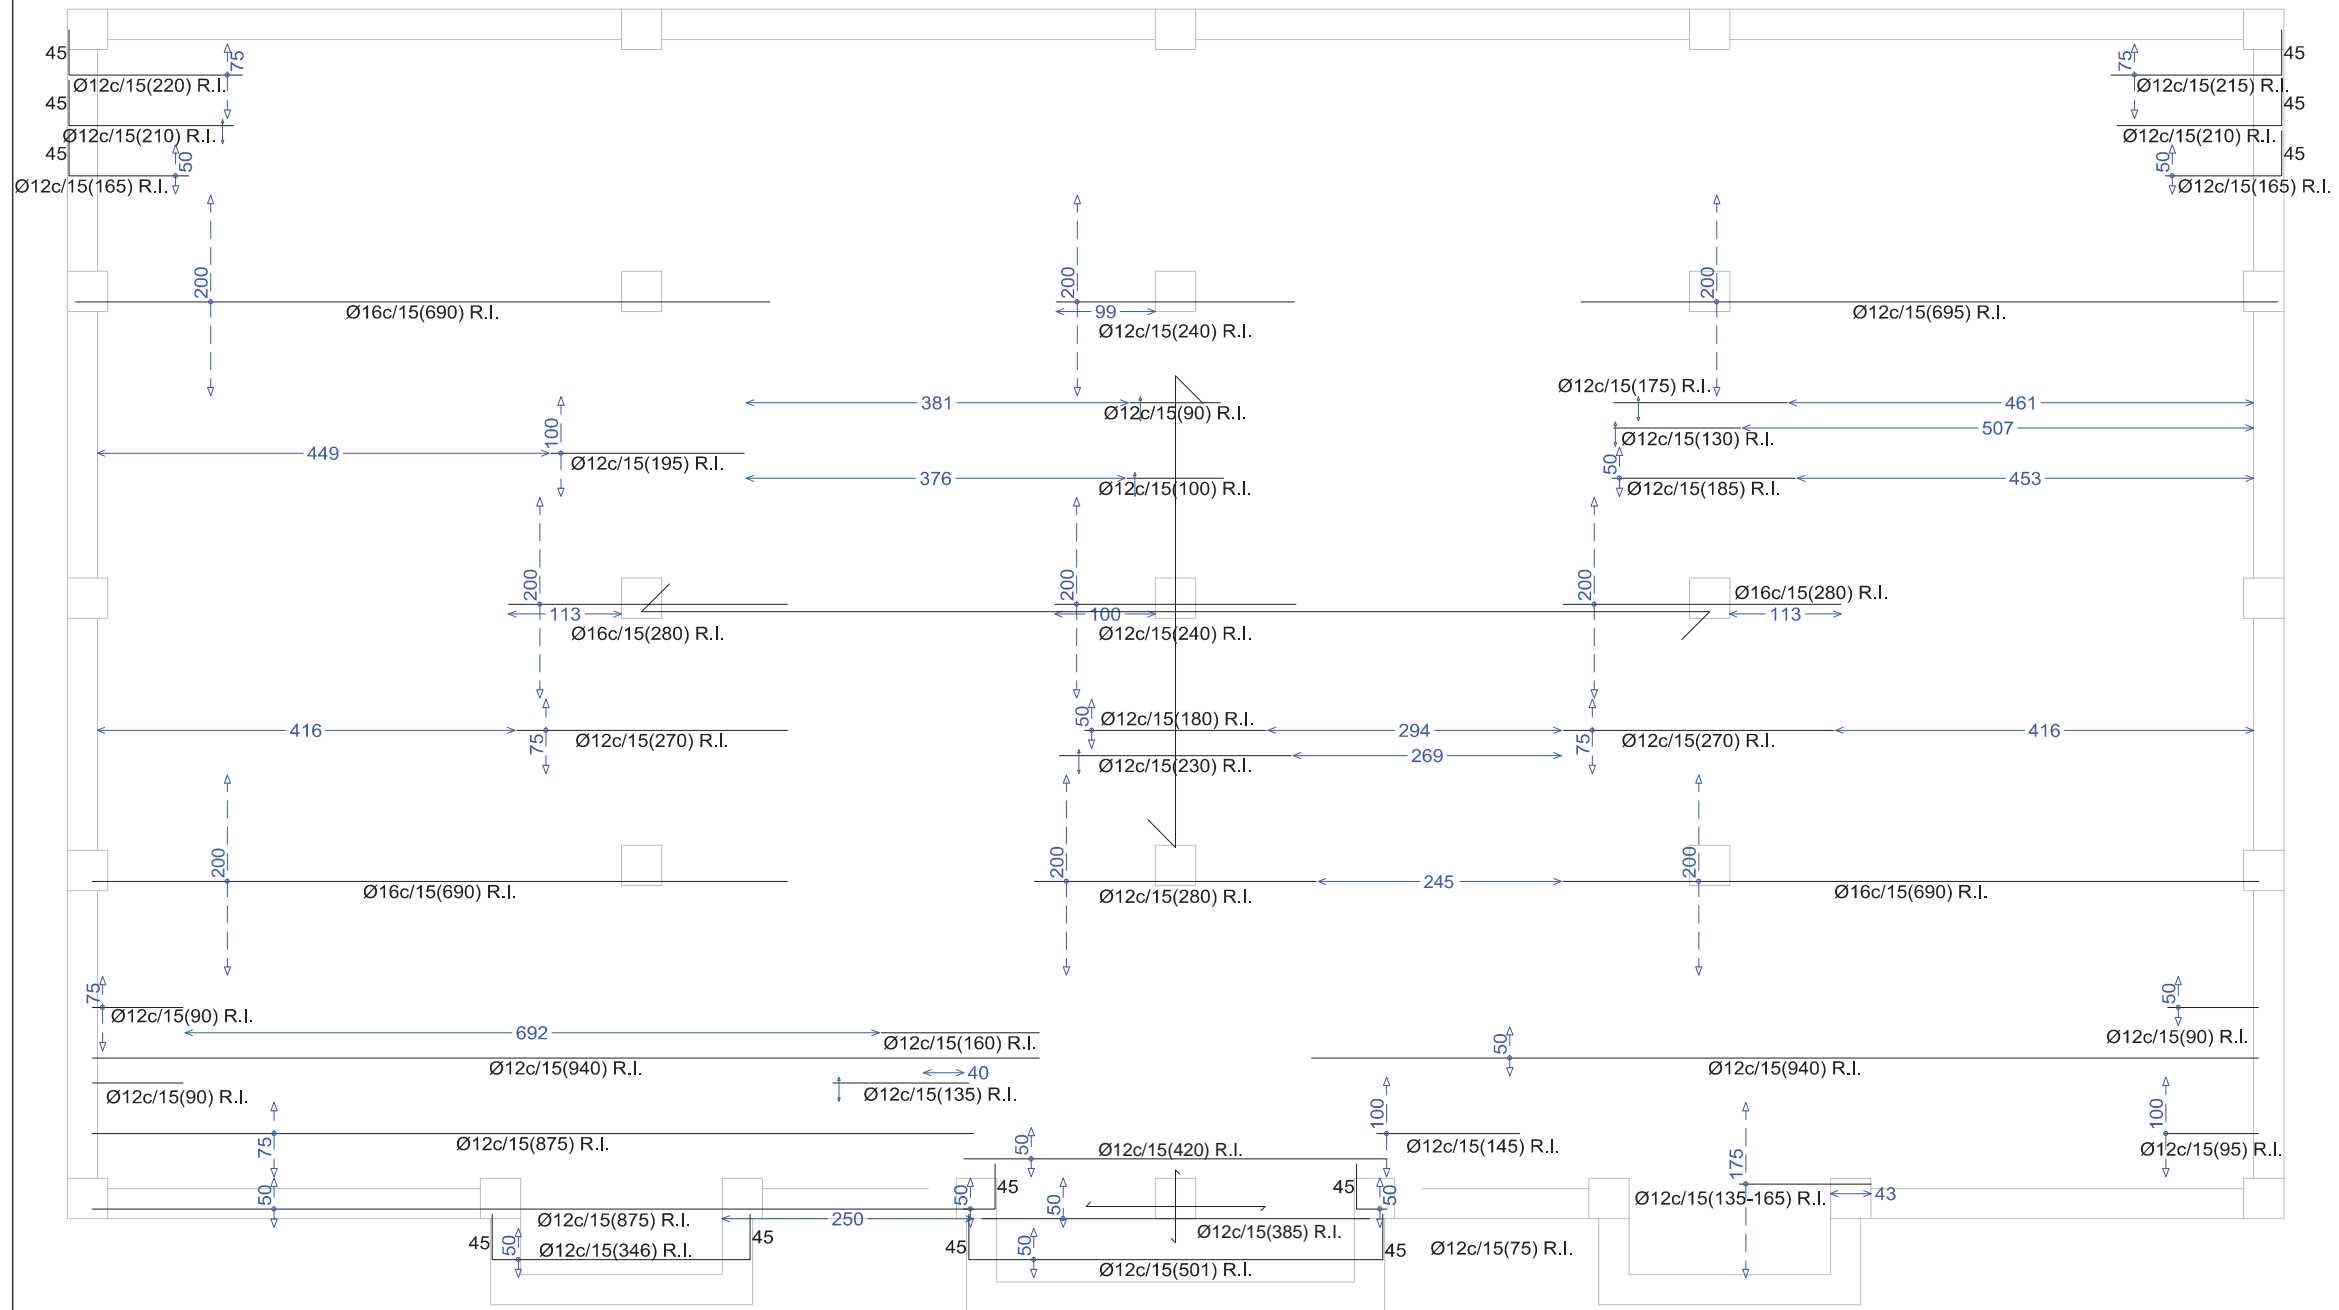 45
75
75
45
Ø12c/15(220) R.I.
Ø12c/15(215) R.I.
45
45
Ø12c/15(210) R.I.
Ø12c/15(210) R.I.
45
50
50
45
Ø12c/15(165) R.I.
Ø12c/15(165) R.I.
200
200
200
Ø16c/15(690) R.I.
99
Ø12c/15(695) R.I.
Ø12c/15(240) R.I.
Ø12c/15(175) R.I.
381
461
Ø12c/15(90) R.I.
100
507
Ø12c/15(130) R.I.
449
Ø12c/15(195) R.I.
50
376
453
Ø12c/15(100) R.I.
Ø12c/15(185) R.I.
200
200
200
Ø16c/15(280) R.I.
113
100
113
Ø16c/15(280) R.I.
Ø12c/15(240) R.I.
50
Ø12c/15(180) R.I.
416
294
416
75
Ø12c/15(270) R.I.
75
Ø12c/15(270) R.I.
269
Ø12c/15(230) R.I.
200
200
200
245
Ø16c/15(690) R.I.
Ø12c/15(280) R.I.
Ø16c/15(690) R.I.
75
50
Ø12c/15(90) R.I.
692
Ø12c/15(160) R.I.
50
Ø12c/15(90) R.I.
Ø12c/15(940) R.I.
Ø12c/15(940) R.I.
40
Ø12c/15(90) R.I.
Ø12c/15(135) R.I.
100
100
75
Ø12c/15(875) R.I.
50
Ø12c/15(420) R.I.
Ø12c/15(145) R.I.
Ø12c/15(95) R.I.
175
45
45
50
50
50
50
Ø12c/15(135-165) R.I.
43
Ø12c/15(875) R.I.
250
Ø12c/15(385) R.I.
45
50
Ø12c/15(346) R.I.
45
45
50
45
Ø12c/15(75) R.I.
Ø12c/15(501) R.I.